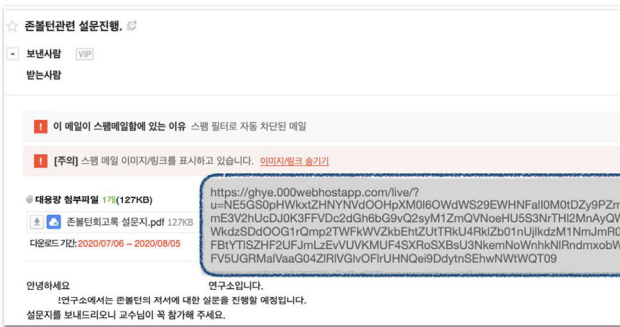 존볼턴관련 설문진행.
보낸사람 VIP
받는사람
이 메일이 스팸메일함에 있는 이유 스팸 필터로 자동 차단된 메일
[주의] 스팸 메일 이미지/링크를 표시하고 있습니다. 이미지/링크 숨기기
대용량 첨부파일 1개(127KB)
존볼턴회고록 설문지.pdf 127KB
다운로드 기간:2020/07/06 ~ 2020/08/05
https://ghye.000webhostapp.com/live/?
안녕하세요 연구소입니다.
!연구소에서는 존볼턴의 저서에 대한 설문을 진행할 예정입니다.
설문지를 보내드리오니 교수님이 꼭 참가해 주세요.